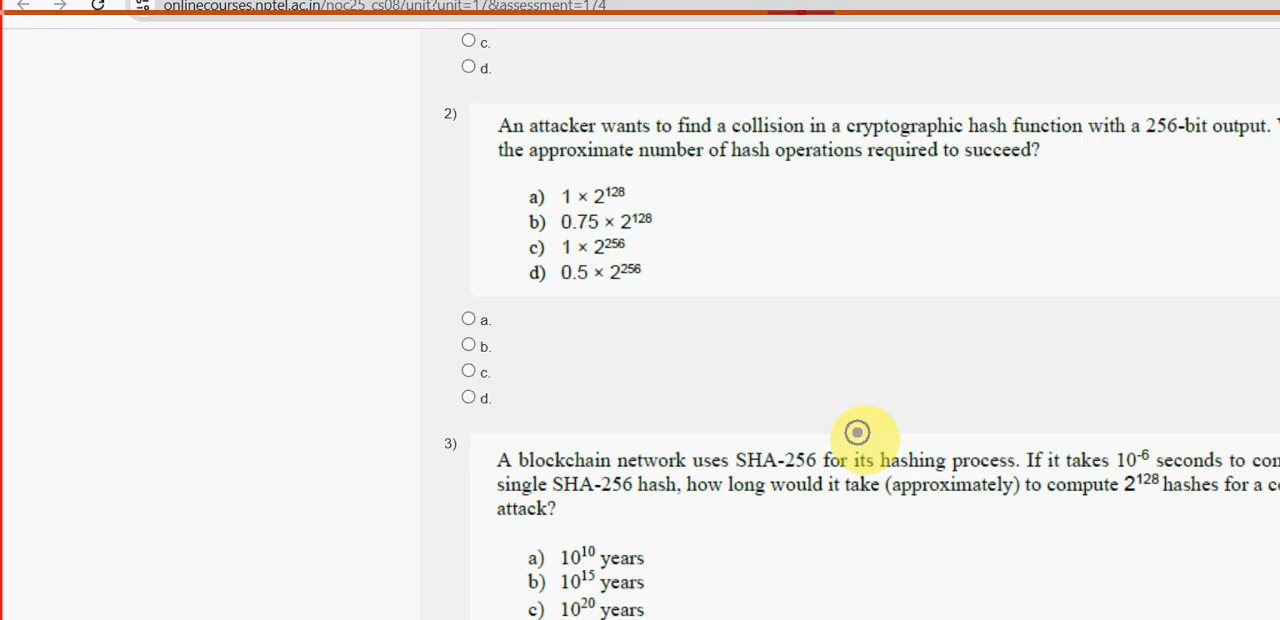 onlinecourses.nptel.ac.in/noc25_cs08/unit?unit=17&assessment=174
c.
d.
2)
An attacker wants to find a collision in a cryptographic hash function with a 256-bit output.
the approximate number of hash operations required to succeed?
a) 1 × 2¹²⁸
b) 0.75 × 2¹²⁸
c) 1 × 2²⁵⁶
d) 0.5 × 2²⁵⁶
a.
b.
c.
d.
3)
A blockchain network uses SHA-256 for its hashing process. If it takes 10⁻⁶ seconds to
single SHA-256 hash, how long would it take (approximately) to compute 2¹²⁸ hashes for a
attack?
a) 10¹⁰ years
b) 10¹⁵ years
c) 10²⁰ years